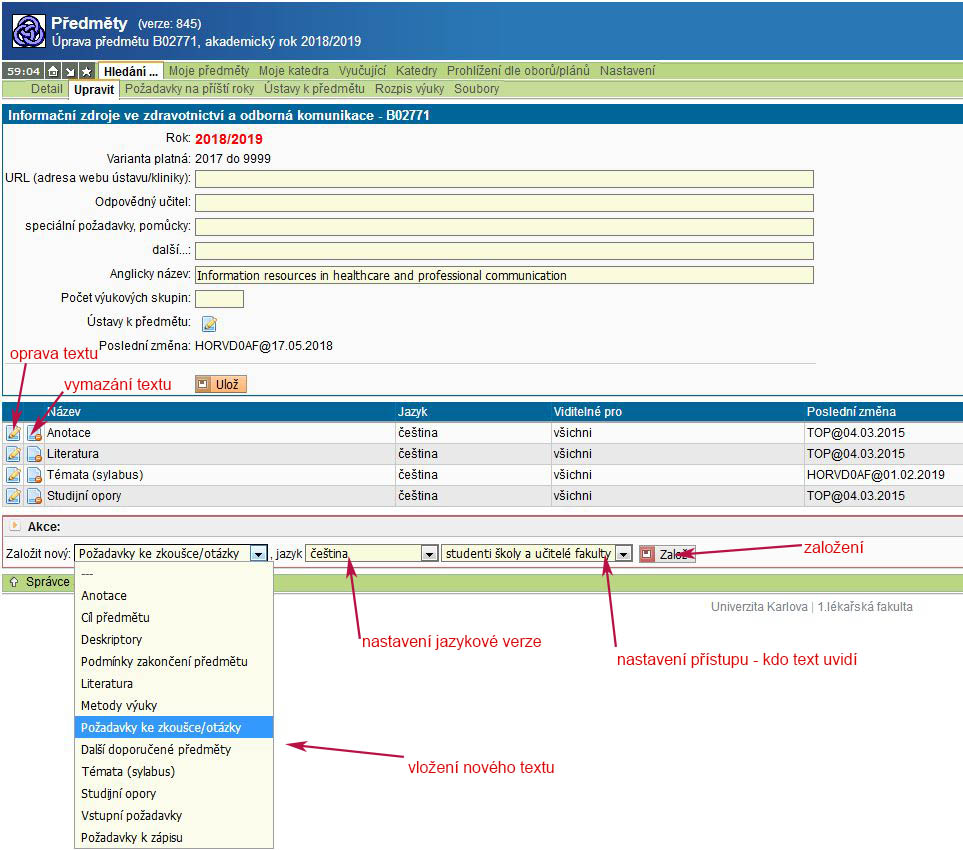 Předměty (verze: 845)
Úprava předmětu B02771, akademický rok 2018/2019
59:04 Hledání ... Moje předměty Moje katedra Vyučující Katedry Prohlížení dle oborů/plánů Nastavení
Detail Upravit Požadavky na příští roky Ústavy k předmětu Rozpis výuky Soubory
Informační zdroje ve zdravotnictví a odborná komunikace - B02771
Rok: 2018/2019
Varianta platná: 2017 do 9999
URL (adresa webu ústavu/kliniky):
Odpovědný učitel:
speciální požadavky, pomůcky:
další...:
Anglicky název: Information resources in healthcare and professional communication
Počet výukových skupin:
Ústavy k předmětu:
Poslední změna: HORVD0AF@17.05.2018
oprava textu
vymazání textu
Ulož
Název Jazyk Viditelné pro Poslední změna
Anotace čeština všichni TOP@04.03.2015
Literatura čeština všichni TOP@04.03.2015
Témata (sylabus) čeština všichni HORVD0AF@01.02.2019
Studijní opory čeština všichni TOP@04.03.2015
Akce:
Založit nový: Požadavky ke zkoušce/otázky , jazyk čeština studenti školy a učitelé fakulty Založ
založení
Správce
---
Anotace
Cíl předmětu
Deskriptory
Podmínky zakončení předmětu
Literatura
Metody výuky
Požadavky ke zkoušce/otázky
Další doporučené předměty
Témata (sylabus)
Studijní opory
Vstupní požadavky
Požadavky k zápisu
Univerzita Karlova | 1.lékařská fakulta
nastavení jazykové verze
nastavení přístupu - kdo text uvidí
vložení nového textu